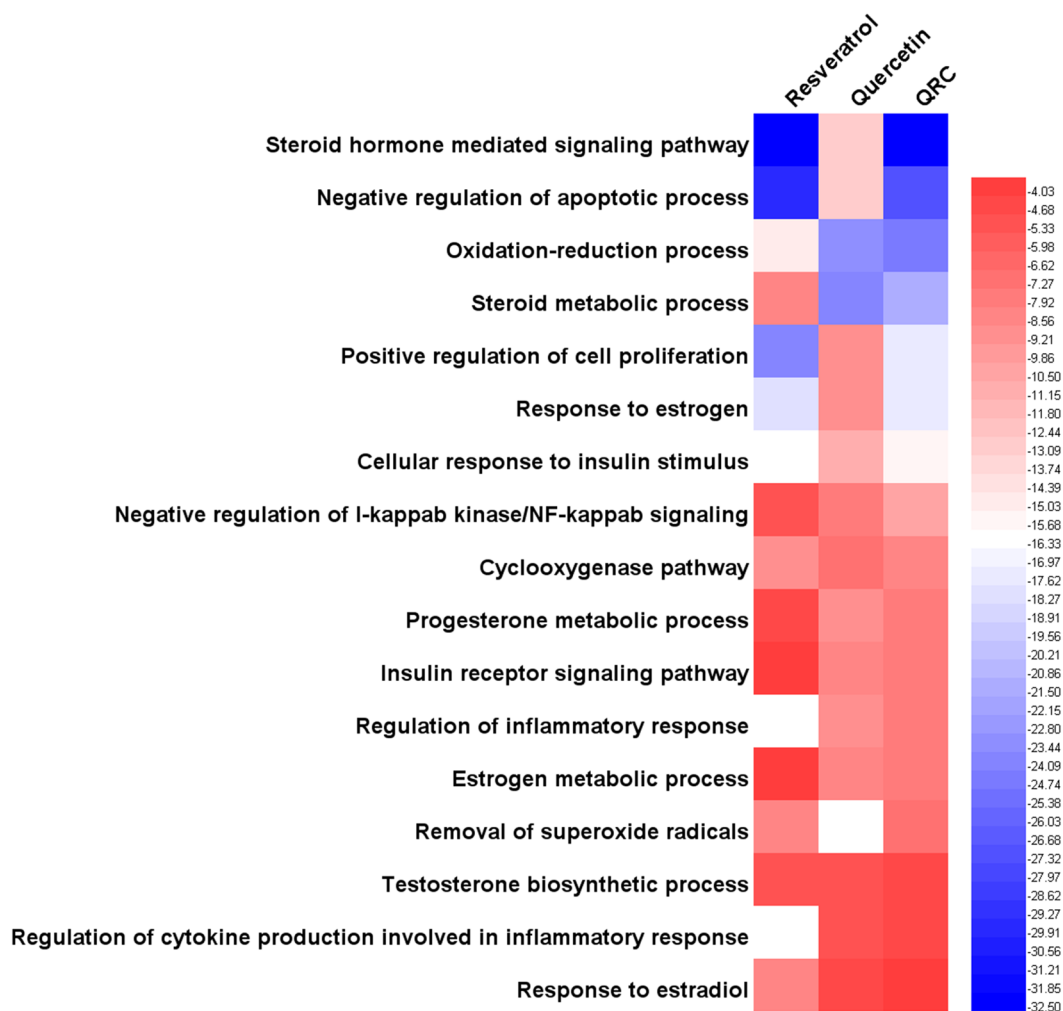 Resveratrol
Quercetin
QRC
Steroid hormone mediated signaling pathway
Negative regulation of apoptotic process
Oxidation-reduction process
Steroid metabolic process
Positive regulation of cell proliferation
Response to estrogen
Cellular response to insulin stimulus
Negative regulation of I-kappab kinase/NF-kappab signaling
Cyclooxygenase pathway
Progesterone metabolic process
Insulin receptor signaling pathway
Regulation of inflammatory response
Estrogen metabolic process
Removal of superoxide radicals
Testosterone biosynthetic process
Regulation of cytokine production involved in inflammatory response
Response to estradiol
-4.03
-4.68
-5.33
-5.98
-6.62
-7.27
-7.92
-8.56
-9.21
-9.86
-10.50
-11.15
-11.80
-12.44
-13.09
-13.74
-14.39
-15.03
-15.68
-16.33
-16.97
-17.62
-18.27
-18.91
-19.56
-20.21
-20.86
-21.50
-22.15
-22.80
-23.44
-24.09
-24.74
-25.38
-26.03
-26.68
-27.32
-27.97
-28.62
-29.27
-29.91
-30.56
-31.21
-31.85
-32.50